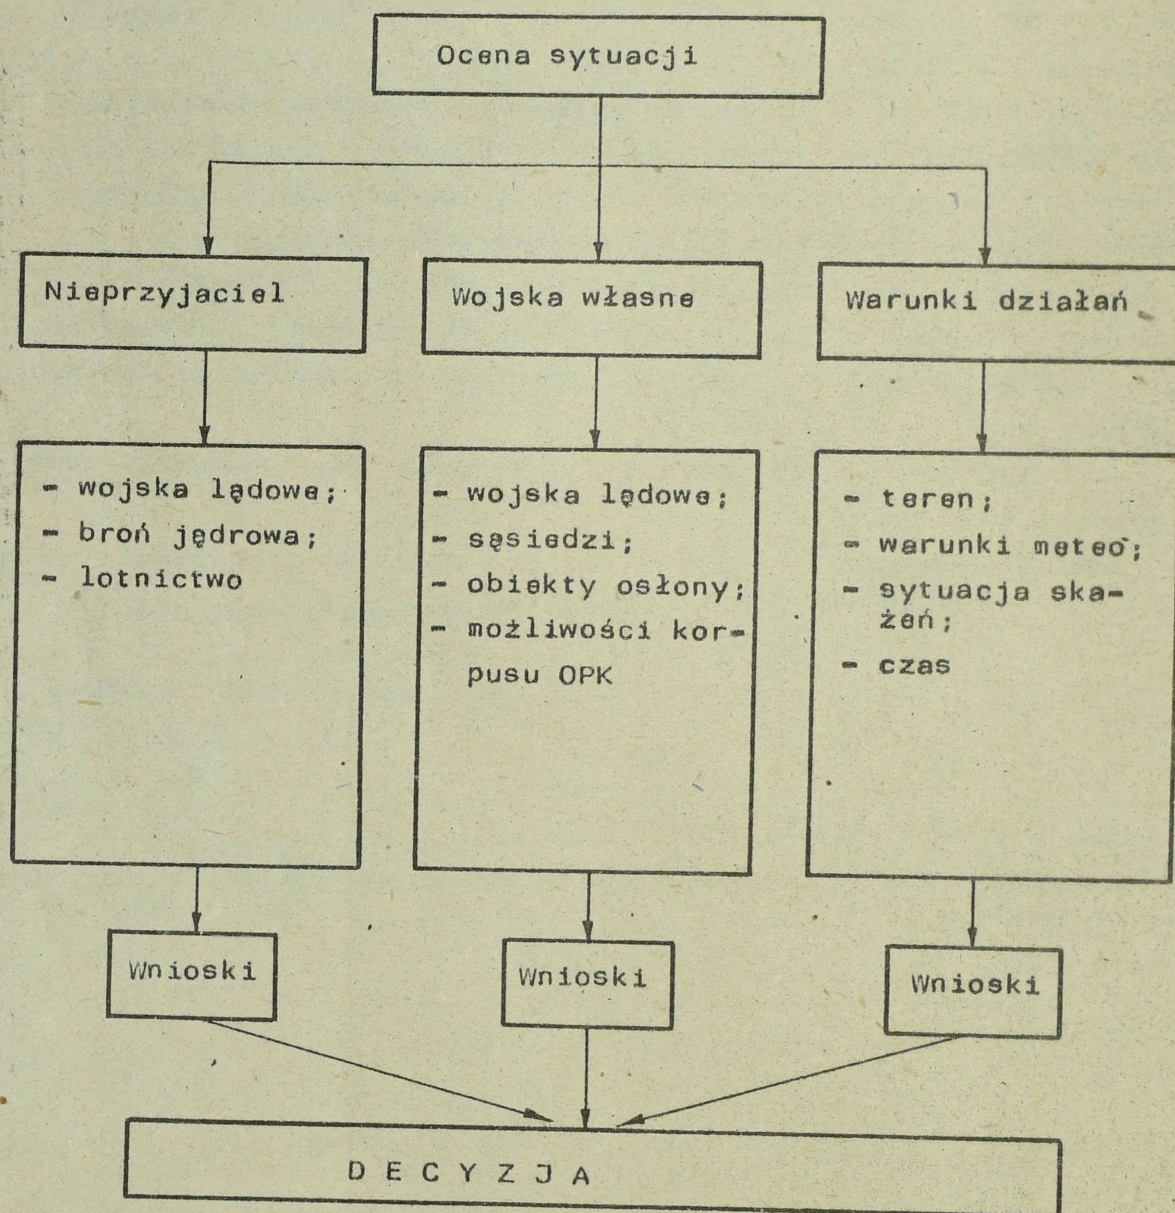 Ocena sytuacji
Nieprzyjaciel
Wojska własne
Warunki działań
- wojska lądowe;
- broń jądrowa;
- lotnictwo
- wojska lądowe;
- sąsiedzi;
- obiekty osłony;
- możliwości kor-
pusu OPK
- teren;
- warunki meteo;
- sytuacja ska-
żeń;
- czas
Wnioski
Wnioski
Wnioski
D E C Y Z J A